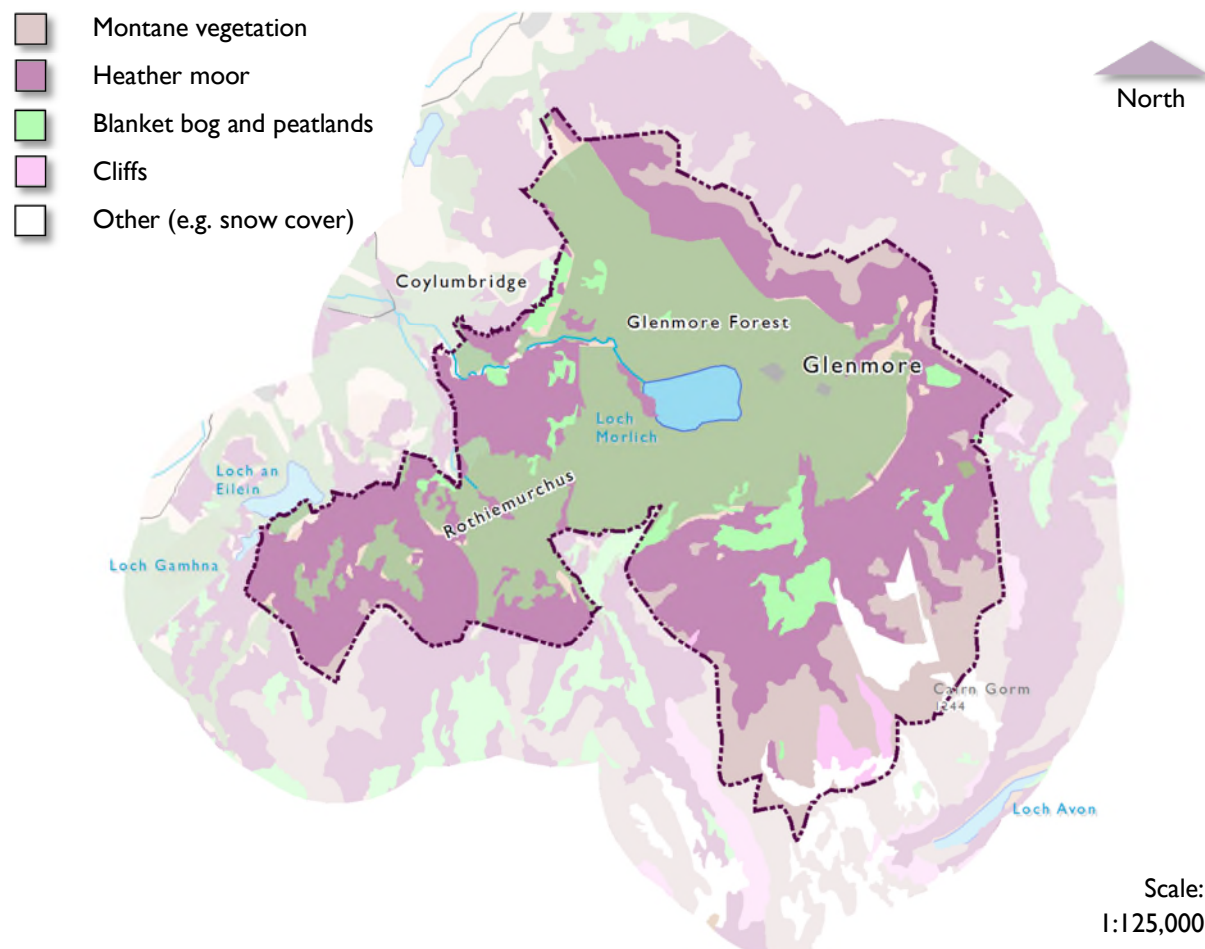 Montane vegetation
Heather moor
Blanket bog and peatlands
Cliffs
Other (e.g. snow cover)
North
Coylumbridge
Glenmore Forest
Glenmore
Loch
Morlich
Loch an
Eilein
Rothiemurchus
Loch Gamhna
Cairn Gorm
1244
Loch Avon
Scale:
1:125,000